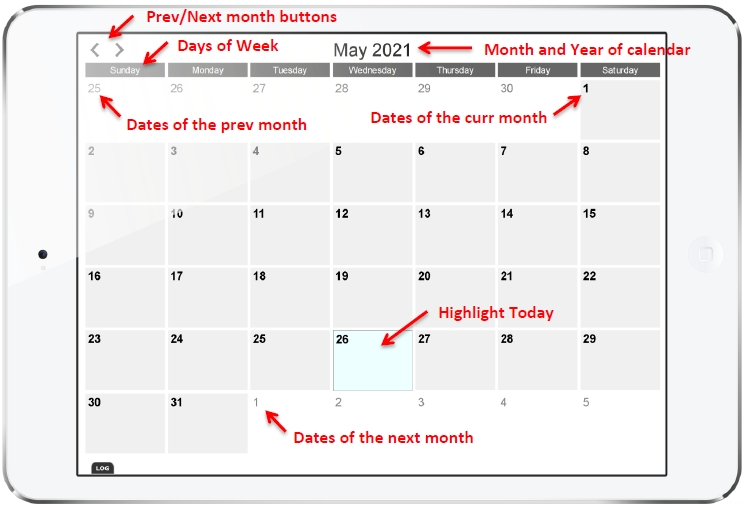 Prev/Next month buttons
Days of Week
May 2021
Month and Year of calendar
Sunday Monday Tuesday Wednesday Thursday Friday Saturday
25 26 27 28 29 30 1
Dates of the prev month
Dates of the curr month
2 3 4 5 6 7 8
9 10 11 12 13 14 15
16 17 18 19 20 21 22
Highlight Today
23 24 25 26 27 28 29
30 31 1 2 3 4 5
Dates of the next month
LOG